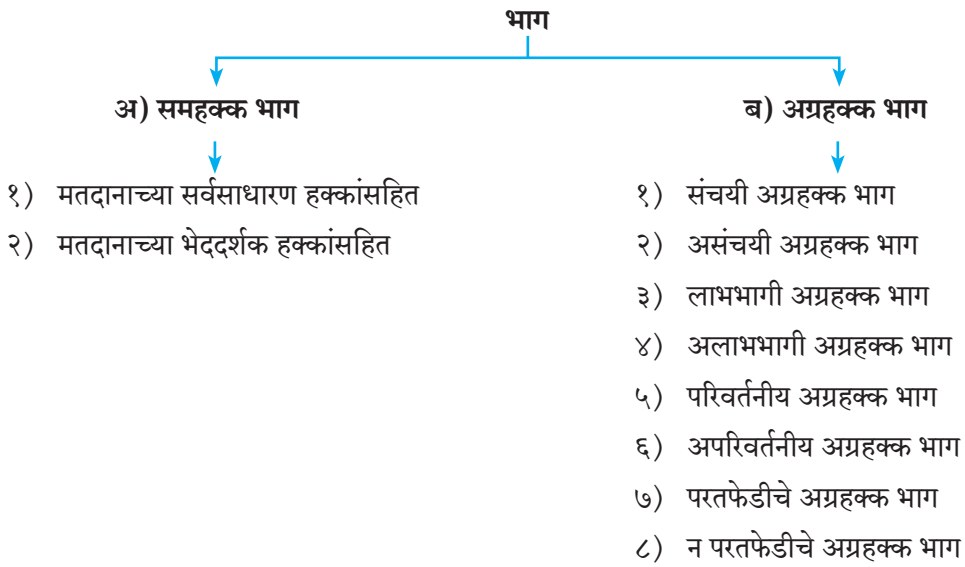 भाग
अ) समहक्क भाग
१) मतदानाच्या सर्वसाधारण हक्कांसहित
२) मतदानाच्या भेददर्शक हक्कांसहित
ब) अग्रहक्क भाग
१) संचयी अग्रहक्क भाग
२) असंचयी अग्रहक्क भाग
३) लाभभागी अग्रहक्क भाग
४) अलाभभागी अग्रहक्क भाग
५) परिवर्तनीय अग्रहक्क भाग
६) अपरिवर्तनीय अग्रहक्क भाग
७) परतफेडीचे अग्रहक्क भाग
८) न परतफेडीचे अग्रहक्क भाग